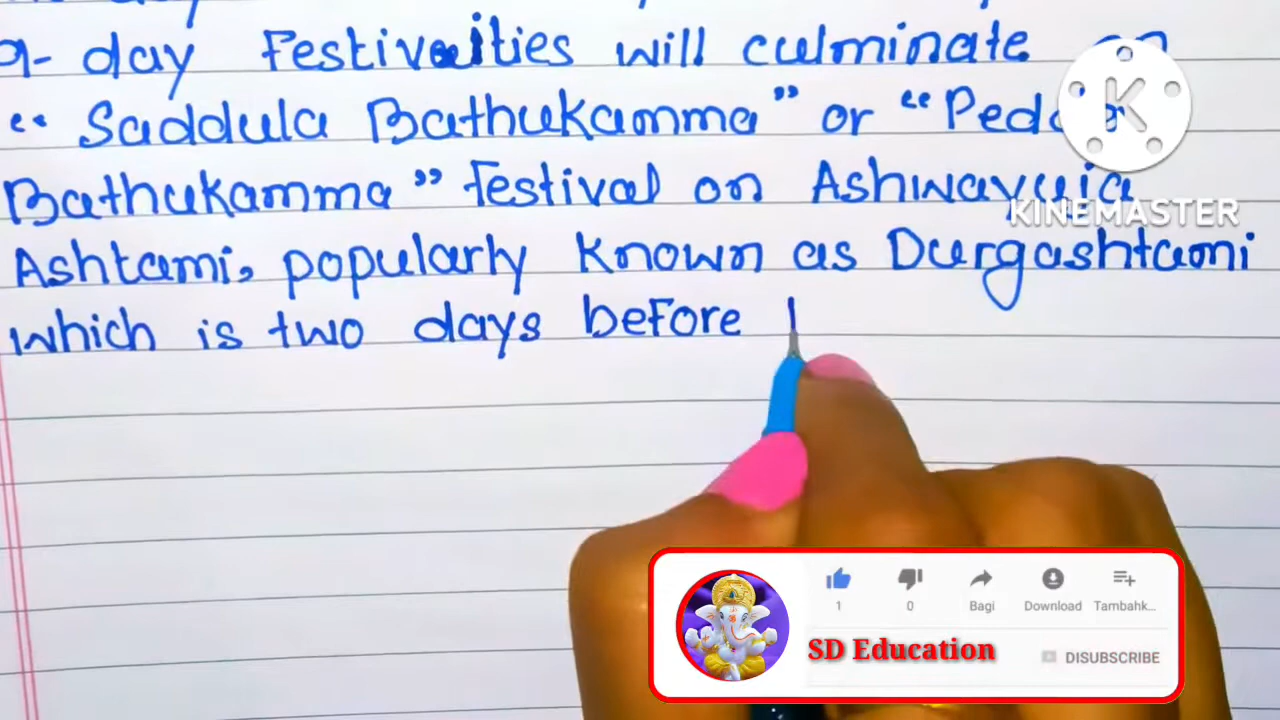 9- day Festivities will culminate on
"Saddula Bathukamma" or "Pedda
Bathukamma" festival on Ashwayuja
Ashtami, popularly known as Durgashtami
which is two days before
KINEMASTER
1 0 Bagi Download Tambahk...
SD Education DISUBSCRIBE